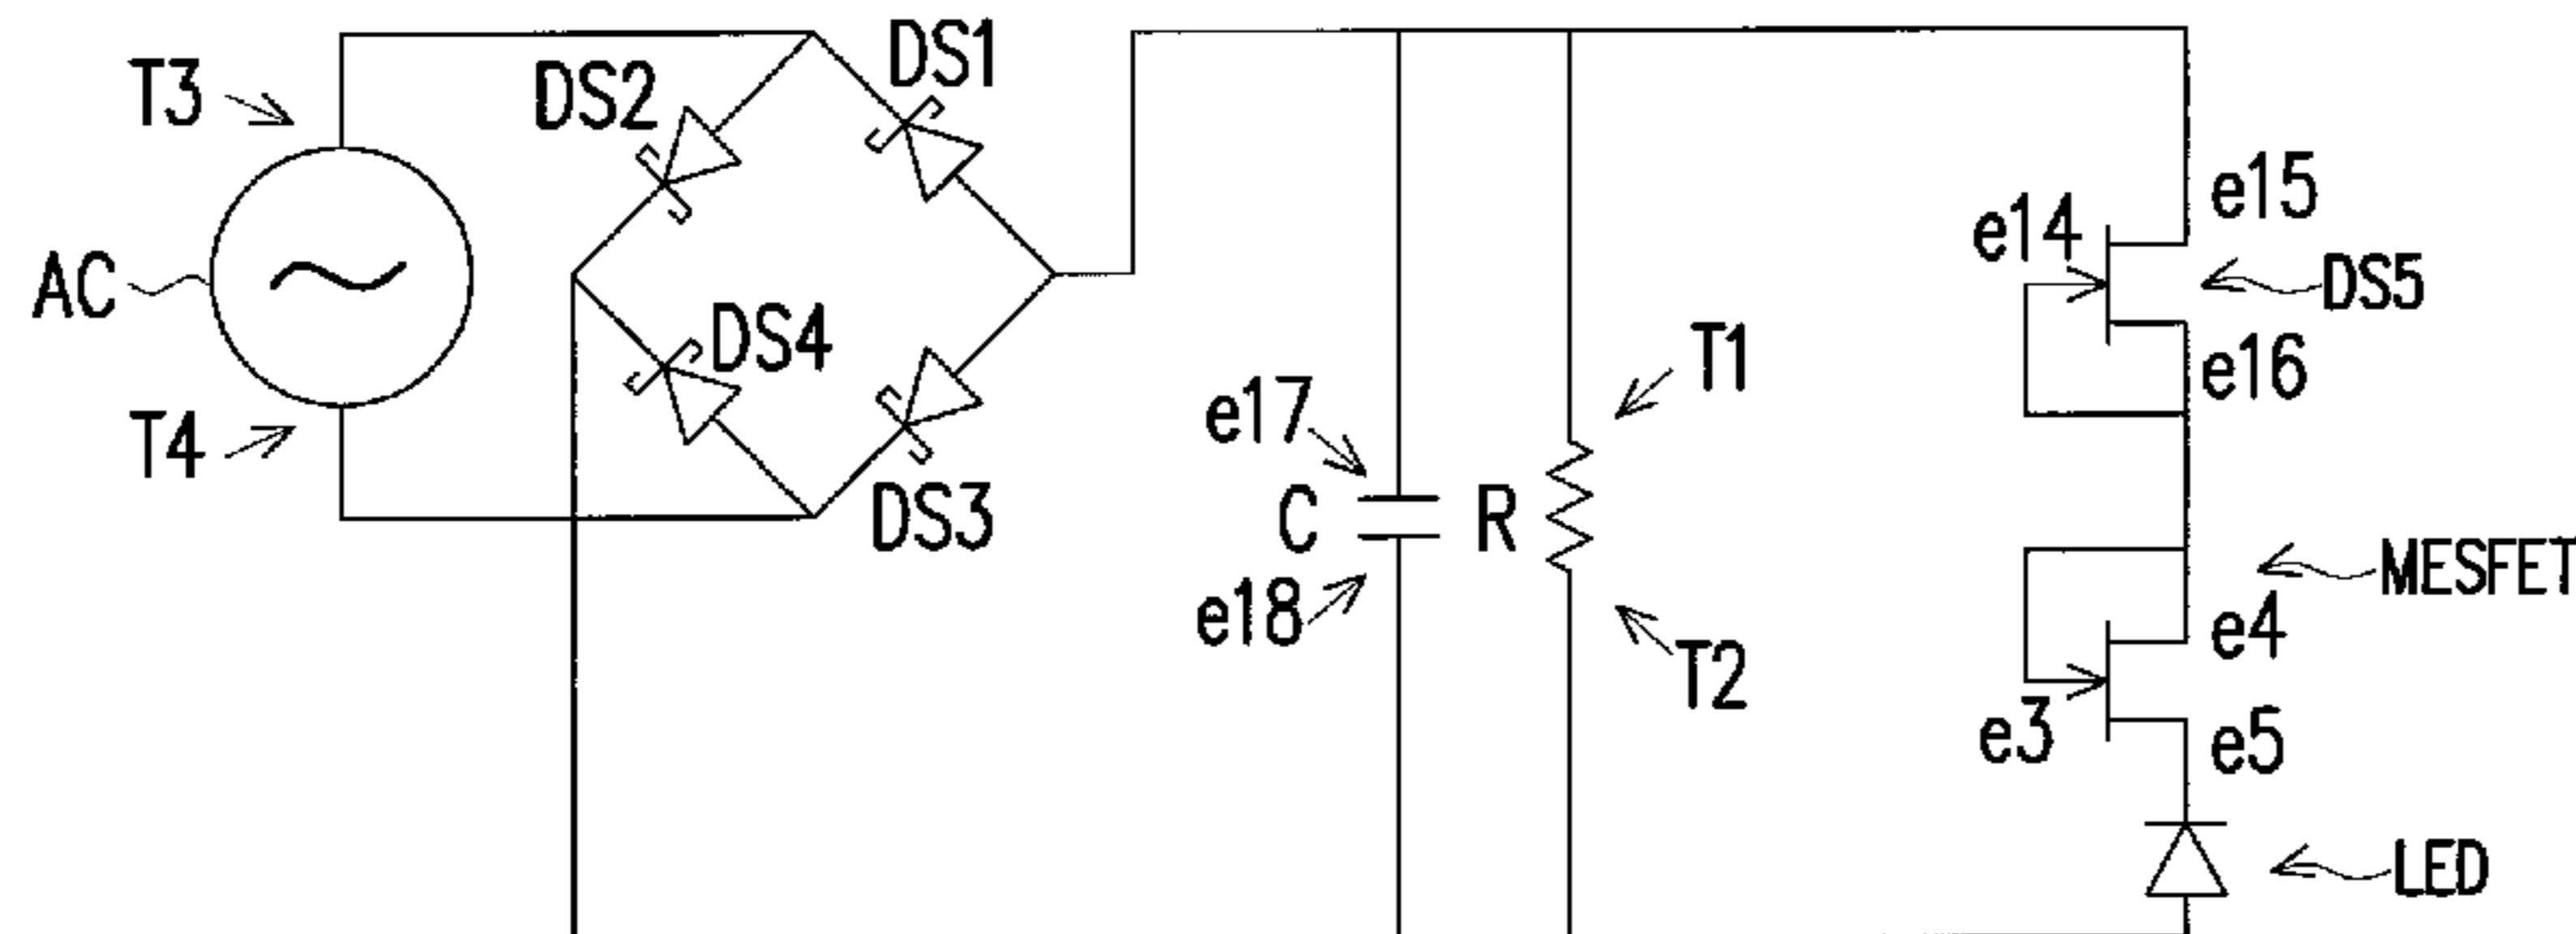 DS1
DS2
T3
e15
e14
AC
DS4
DS5
T1
e16
e17
T4
DS3
C
R
MESFET
e18
e4
T2
e3
e5
LED